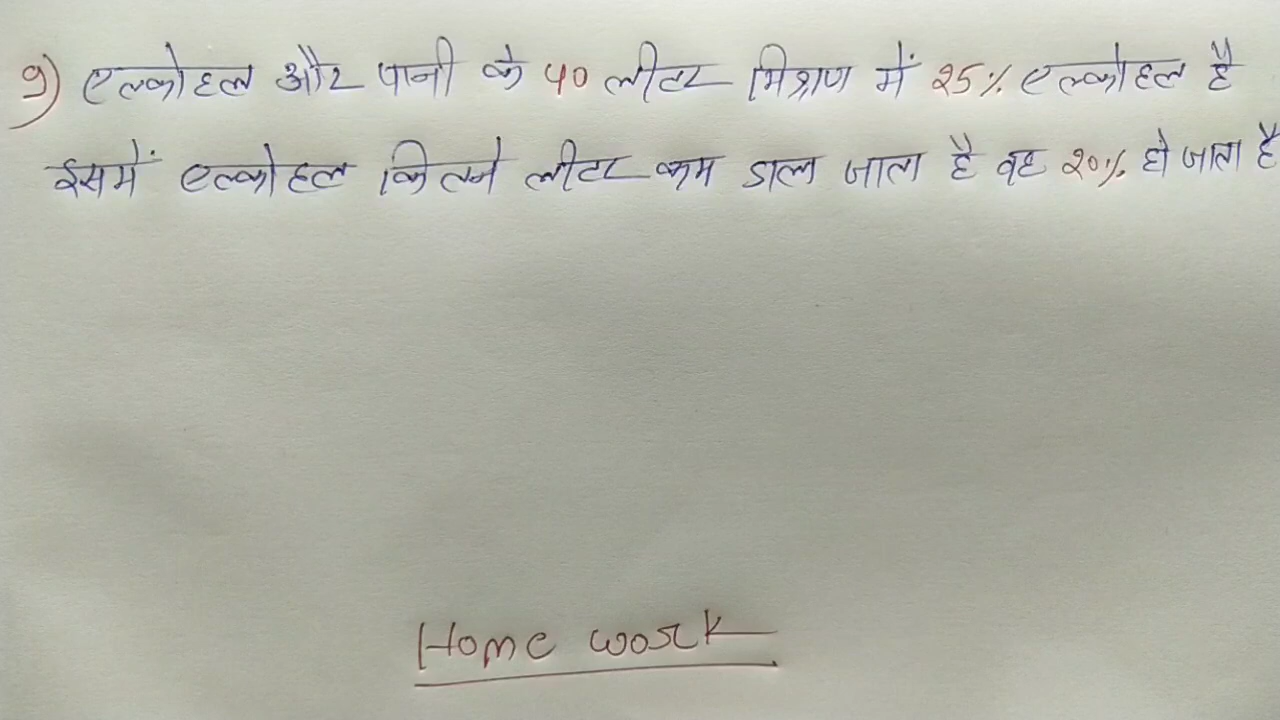 9) एल्कोहल और पानी के 40 लीटर मिश्रण में 25% एल्कोहल है
इसमें एल्कोहल कितने लीटर कम डाल जाता है वह 20% हो जाता है
Home work